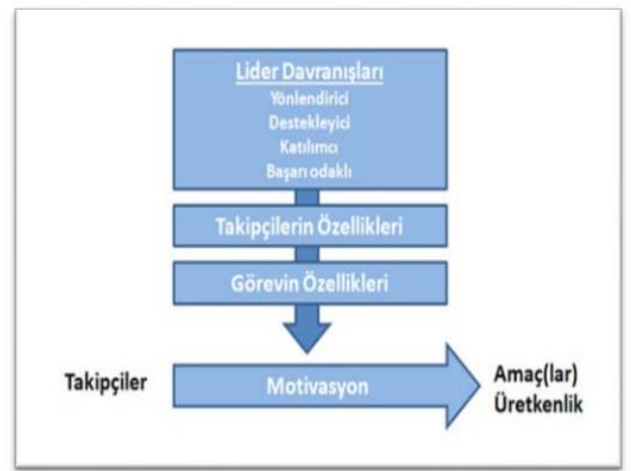 Lider Davranışları
Yönlendirici
Destekleyici
Katılımcı
Başarı odaklı
Takipçilerin Özellikleri
Görevin Özellikleri
Takipçiler
Motivasyon
Amaç(lar)
Üretkenlik